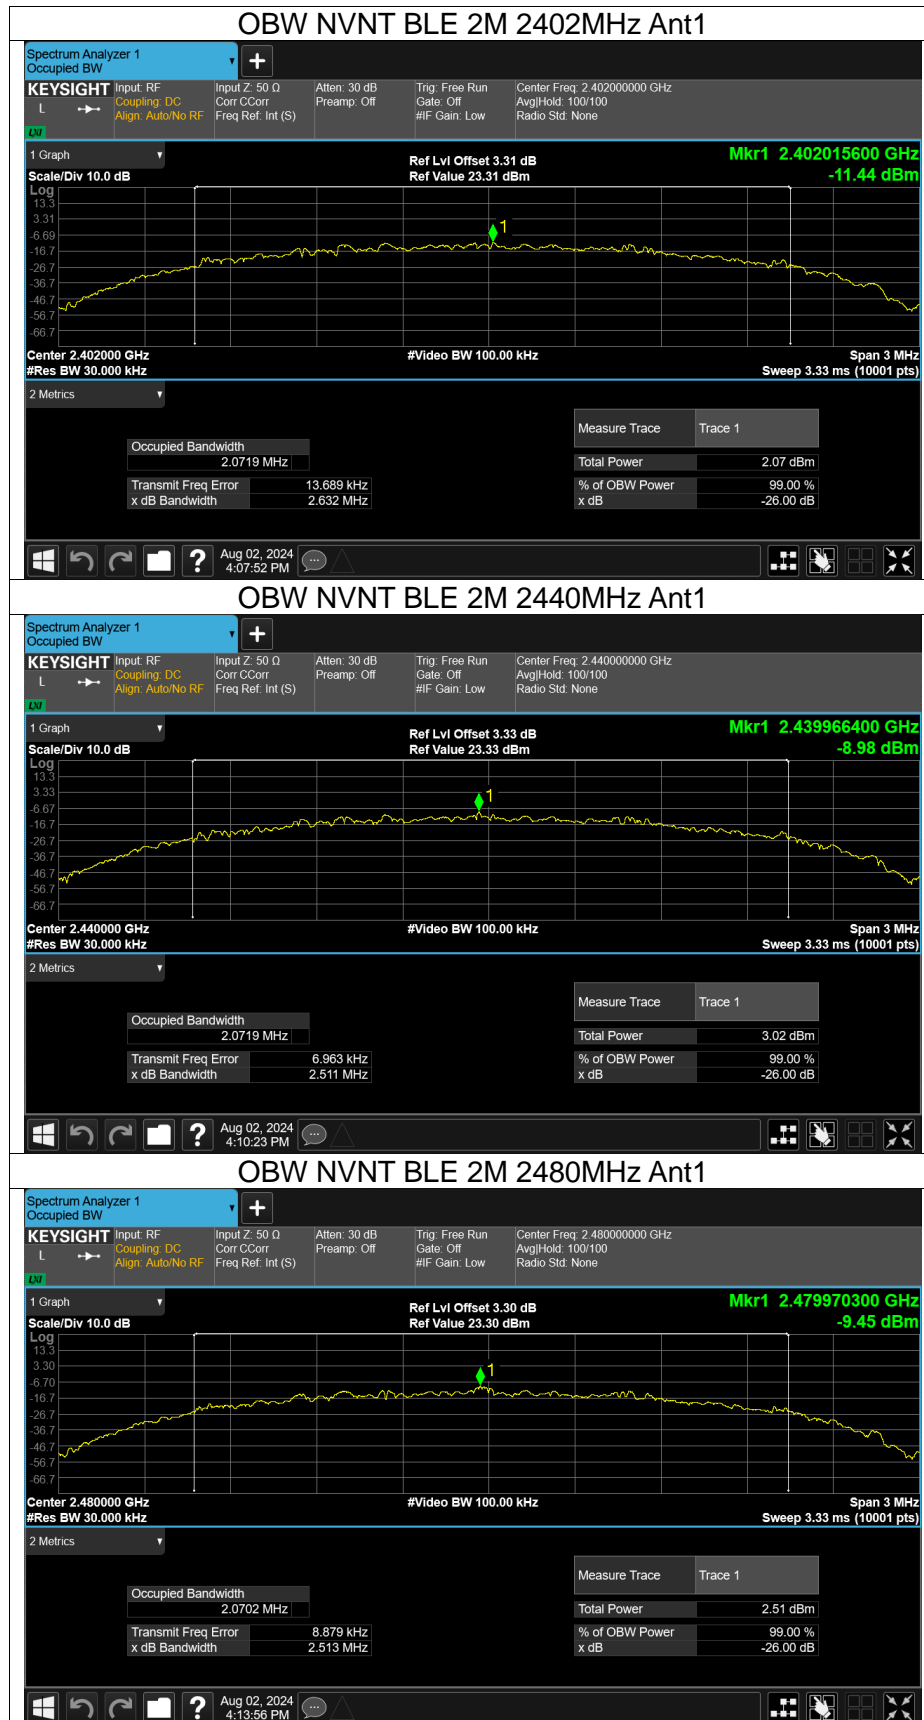 OBW NVNT BLE 2M 2402MHz Ant1
Spectrum Analyzer 1
Occupied BW
+
KEYSIGHT Input: RF Input Z: 50 Ω Atten: 30 dB Trig: Free Run Center Freq: 2.402000000 GHz
L Coupling: DC Corr CCorr Preamp: Off Gate: Off Avg|Hold: 100/100
Align: Auto/No RF Freq Ref: Int (S) #IF Gain: Low Radio Std: None
LXI
1 Graph Ref Lvl Offset 3.31 dB Mkr1 2.402015600 GHz
Scale/Div 10.0 dB Ref Value 23.31 dBm -11.44 dBm
Log
13.3
3.31
-6.69
-16.7
-26.7
-36.7
-46.7
-56.7
-66.7
1
Center 2.402000 GHz #Video BW 100.00 kHz Span 3 MHz
#Res BW 30.000 kHz Sweep 3.33 ms (10001 pts)
2 Metrics
Measure Trace Trace 1
Occupied Bandwidth
2.0719 MHz Total Power 2.07 dBm
Transmit Freq Error 13.689 kHz % of OBW Power 99.00 %
x dB Bandwidth 2.632 MHz x dB -26.00 dB
? Aug 02, 2024
4:07:52 PM
OBW NVNT BLE 2M 2440MHz Ant1
Spectrum Analyzer 1
Occupied BW
+
KEYSIGHT Input: RF Input Z: 50 Ω Atten: 30 dB Trig: Free Run Center Freq: 2.440000000 GHz
L Coupling: DC Corr CCorr Preamp: Off Gate: Off Avg|Hold: 100/100
Align: Auto/No RF Freq Ref: Int (S) #IF Gain: Low Radio Std: None
LXI
1 Graph Ref Lvl Offset 3.33 dB Mkr1 2.439966400 GHz
Scale/Div 10.0 dB Ref Value 23.33 dBm -8.98 dBm
Log
13.3
3.33
-6.67
-16.7
-26.7
-36.7
-46.7
-56.7
-66.7
1
Center 2.440000 GHz #Video BW 100.00 kHz Span 3 MHz
#Res BW 30.000 kHz Sweep 3.33 ms (10001 pts)
2 Metrics
Measure Trace Trace 1
Occupied Bandwidth
2.0719 MHz Total Power 3.02 dBm
Transmit Freq Error 6.963 kHz % of OBW Power 99.00 %
x dB Bandwidth 2.511 MHz x dB -26.00 dB
? Aug 02, 2024
4:10:23 PM
OBW NVNT BLE 2M 2480MHz Ant1
Spectrum Analyzer 1
Occupied BW
+
KEYSIGHT Input: RF Input Z: 50 Ω Atten: 30 dB Trig: Free Run Center Freq: 2.480000000 GHz
L Coupling: DC Corr CCorr Preamp: Off Gate: Off Avg|Hold: 100/100
Align: Auto/No RF Freq Ref: Int (S) #IF Gain: Low Radio Std: None
LXI
1 Graph Ref Lvl Offset 3.30 dB Mkr1 2.479970300 GHz
Scale/Div 10.0 dB Ref Value 23.30 dBm -9.45 dBm
Log
13.3
3.30
-6.70
-16.7
-26.7
-36.7
-46.7
-56.7
-66.7
1
Center 2.480000 GHz #Video BW 100.00 kHz Span 3 MHz
#Res BW 30.000 kHz Sweep 3.33 ms (10001 pts)
2 Metrics
Measure Trace Trace 1
Occupied Bandwidth
2.0702 MHz Total Power 2.51 dBm
Transmit Freq Error 8.879 kHz % of OBW Power 99.00 %
x dB Bandwidth 2.513 MHz x dB -26.00 dB
? Aug 02, 2024
4:13:56 PM